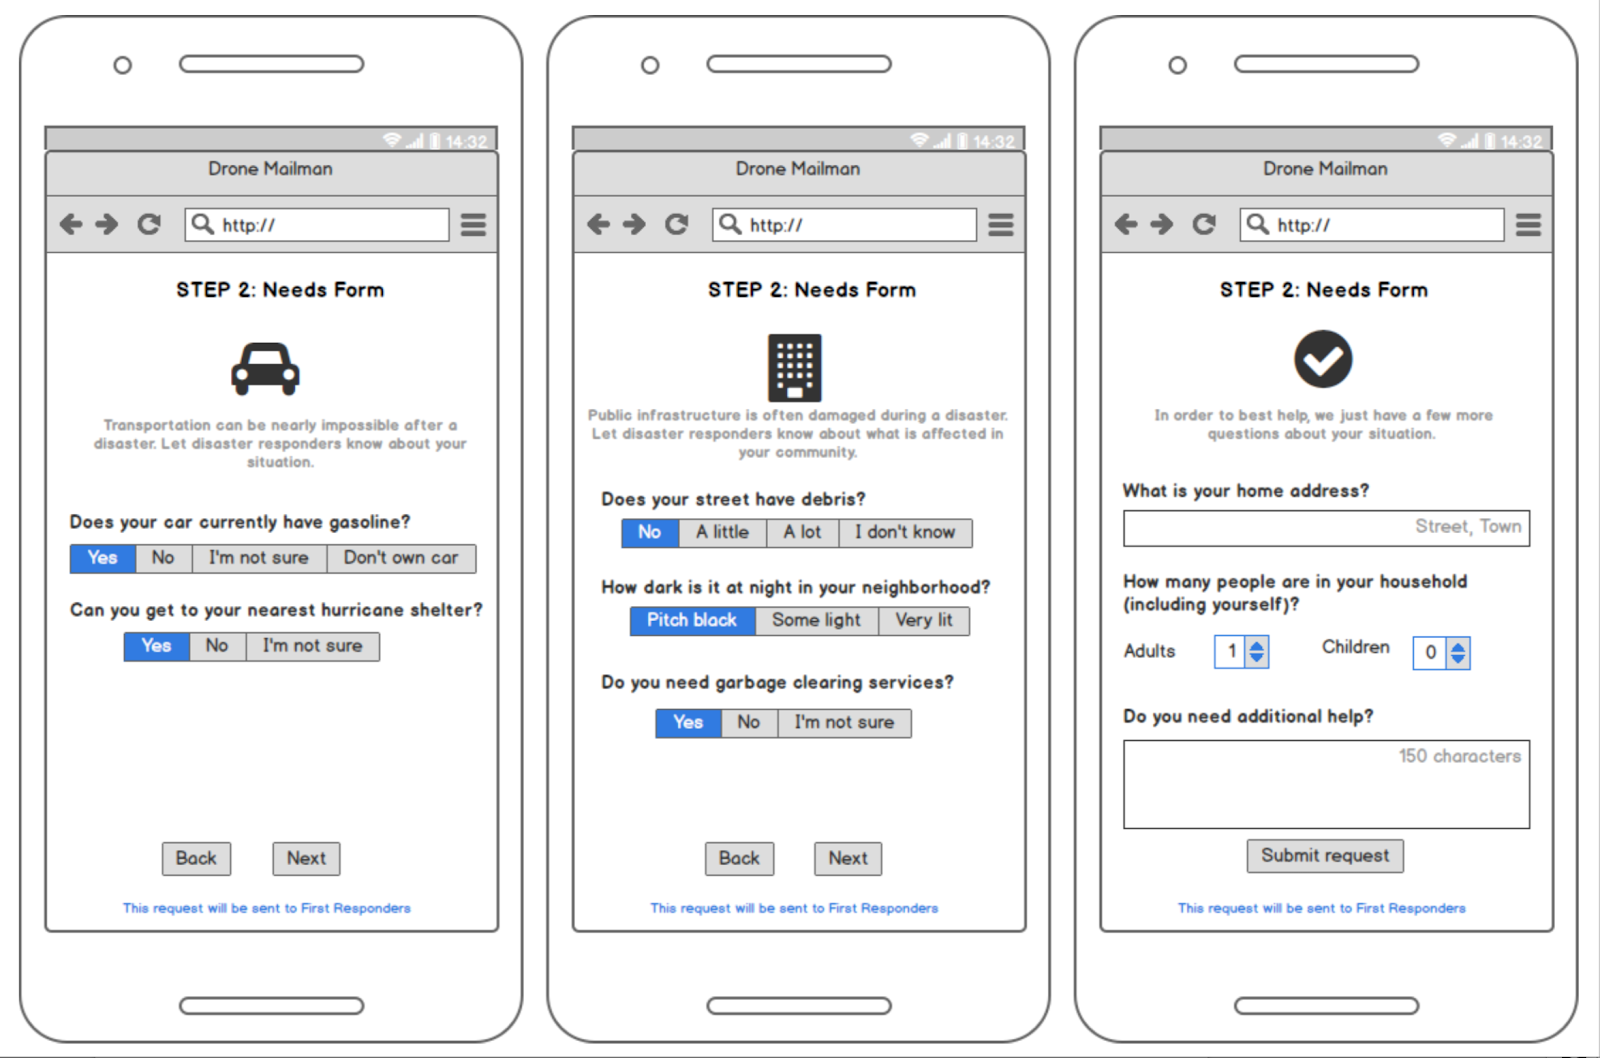 14:32
Drone Mailman
http://
STEP 2: Needs Form
Transportation can be nearly impossible after a
disaster. Let disaster responders know about your
situation.
Does your car currently have gasoline?
Yes No I'm not sure Don't own car
Can you get to your nearest hurricane shelter?
Yes No I'm not sure
Back Next
This request will be sent to First Responders
14:32
Drone Mailman
http://
STEP 2: Needs Form
Public infrastructure is often damaged during a disaster.
Let disaster responders know about what is affected in
your community.
Does your street have debris?
No A little A lot I don't know
How dark is it at night in your neighborhood?
Pitch black Some light Very lit
Do you need garbage clearing services?
Yes No I'm not sure
Back Next
This request will be sent to First Responders
14:32
Drone Mailman
http://
STEP 2: Needs Form
In order to best help, we just have a few more
questions about your situation.
What is your home address?
Street, Town
How many people are in your household
(including yourself)?
Adults 1 Children 0
Do you need additional help?
150 characters
Submit request
This request will be sent to First Responders